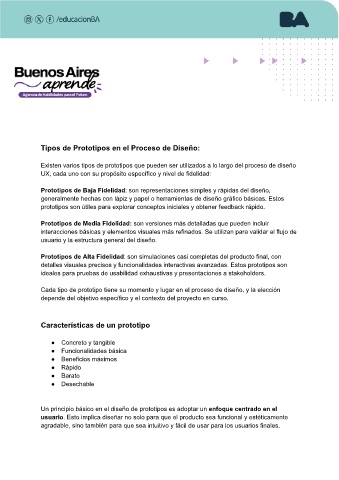 /educacionBA
BA
Buenos Aires
aprende
Agencia de Habilidades para el Futuro
Tipos de Prototipos en el Proceso de Diseño:
Existen varios tipos de prototipos que pueden ser utilizados a lo largo del proceso de diseño
UX, cada uno con su propósito específico y nivel de fidelidad:
Prototipos de Baja Fidelidad: son representaciones simples y rápidas del diseño,
generalmente hechas con lápiz y papel o herramientas de diseño gráfico básicas. Estos
prototipos son útiles para explorar conceptos iniciales y obtener feedback rápido.
Prototipos de Media Fidelidad: son versiones más detalladas que pueden incluir
interacciones básicas y elementos visuales más refinados. Se utilizan para validar el flujo de
usuario y la estructura general del diseño.
Prototipos de Alta Fidelidad: son simulaciones casi completas del producto final, con
detalles visuales precisos y funcionalidades interactivas avanzadas. Estos prototipos son
ideales para pruebas de usabilidad exhaustivas y presentaciones a stakeholders.
Cada tipo de prototipo tiene su momento y lugar en el proceso de diseño, y la elección
depende del objetivo específico y el contexto del proyecto en curso.
Características de un prototipo
● Concreto y tangible
● Funcionalidades básica
● Beneficios máximos
● Rápido
● Barato
● Desechable
Un principio básico en el diseño de prototipos es adoptar un enfoque centrado en el
usuario. Esto implica diseñar no solo para que el producto sea funcional y estéticamente
agradable, sino también para que sea intuitivo y fácil de usar para los usuarios finales.